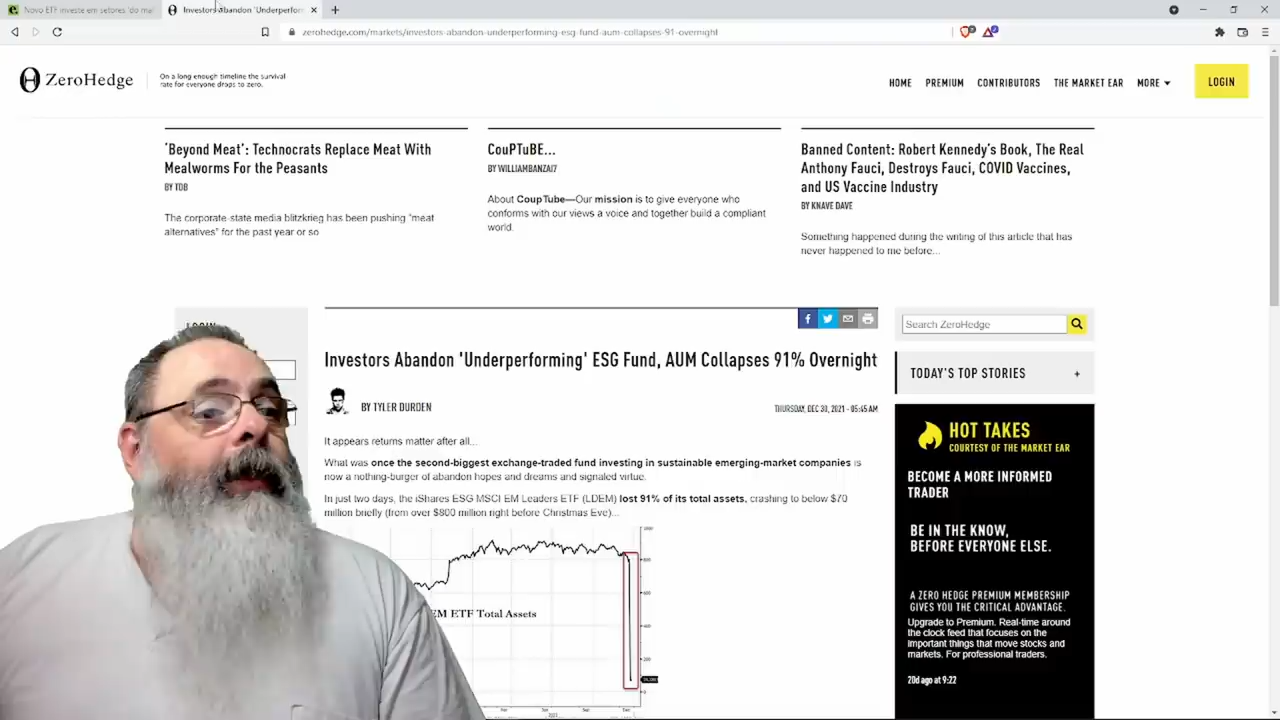 Novo ETF investe em setores 'do mal
Investors Abandon 'Underperform
zerohedge.com/markets/investors-abandon-underperforming-esg-fund-aum-collapses-91-overnight
ZeroHedge
On a long enough timeline the survival
rate for everyone drops to zero.
HOME PREMIUM CONTRIBUTORS THE MARKET EAR MORE
LOGIN
'Beyond Meat': Technocrats Replace Meat With
Mealworms For the Peasants
BY TDB
The corporate-state media blitzkrieg has been pushing "meat
alternatives" for the past year or so
CouPTuBE...
BY WILLIAMBANZAI7
About CoupTube—Our mission is to give everyone who
conforms with our views a voice and together build a compliant
world.
Banned Content: Robert Kennedy's Book, The Real
Anthony Fauci, Destroys Fauci, COVID Vaccines,
and US Vaccine Industry
BY KNAVE DAVE
Something happened during the writing of this article that has
never happened to me before...
LOGIN
Investors Abandon 'Underperforming' ESG Fund, AUM Collapses 91% Overnight
BY TYLER DURDEN
THURSDAY, DEC 30, 2021 - 05:45 AM
It appears returns matter after all...
What was once the second-biggest exchange-traded fund investing in sustainable emerging-market companies is
now a nothing-burger of abandon hopes and dreams and signaled virtue.
In just two days, the iShares ESG MSCI EM Leaders ETF (LDEM) lost 91% of its total assets, crashing to below $70
million briefly (from over $800 million right before Christmas Eve)...
EM ETF Total Assets
Search ZeroHedge
TODAY'S TOP STORIES +
HOT TAKES
COURTESY OF THE MARKET EAR
BECOME A MORE INFORMED
TRADER
BE IN THE KNOW,
BEFORE EVERYONE ELSE.
A ZERO HEDGE PREMIUM MEMBERSHIP
GIVES YOU THE CRITICAL ADVANTAGE.
Upgrade to Premium. Real-time around
the clock feed that focuses on the
important things that move stocks and
markets. For professional traders.
20d ago at 9:22